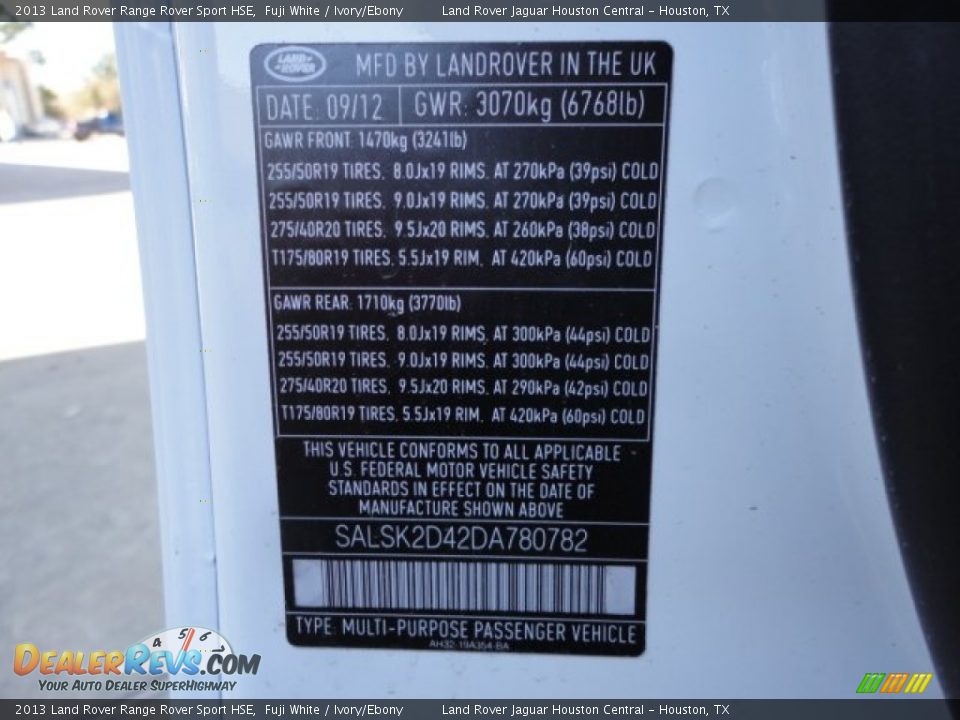 2013 Land Rover Range Rover Sport HSE, Fuji White / Ivory/Ebony Land Rover Jaguar Houston Central - Houston, TX
LAND ROVER MFD BY LANDROVER IN THE UK
DATE: 09/12 GWR: 3070kg (6768lb)
GAWR FRONT: 1470kg (3241lb)
255/50R19 TIRES, 8.0Jx19 RIMS. AT 270kPa (39psi) COLD
255/50R19 TIRES, 9.0Jx19 RIMS. AT 270kPa (39psi) COLD
275/40R20 TIRES, 9.5Jx20 RIMS. AT 260kPa (38psi) COLD
T175/80R19 TIRES, 5.5Jx19 RIM, AT 420kPa (60psi) COLD
GAWR REAR: 1710kg (3770lb)
255/50R19 TIRES, 8.0Jx19 RIMS. AT 300kPa (44psi) COLD
255/50R19 TIRES, 9.0Jx19 RIMS. AT 300kPa (44psi) COLD
275/40R20 TIRES, 9.5Jx20 RIMS. AT 290kPa (42psi) COLD
T175/80R19 TIRES, 5.5Jx19 RIM, AT 420kPa (60psi) COLD
THIS VEHICLE CONFORMS TO ALL APPLICABLE
U.S. FEDERAL MOTOR VEHICLE SAFETY
STANDARDS IN EFFECT ON THE DATE OF
MANUFACTURE SHOWN ABOVE
SALSK2D42DA780782
TYPE: MULTI-PURPOSE PASSENGER VEHICLE
AH32-19A354-BA
4 5 6
DEALERREVS.COM
YOUR AUTO DEALER SUPERHIGHWAY
2013 Land Rover Range Rover Sport HSE, Fuji White / Ivory/Ebony Land Rover Jaguar Houston Central - Houston, TX